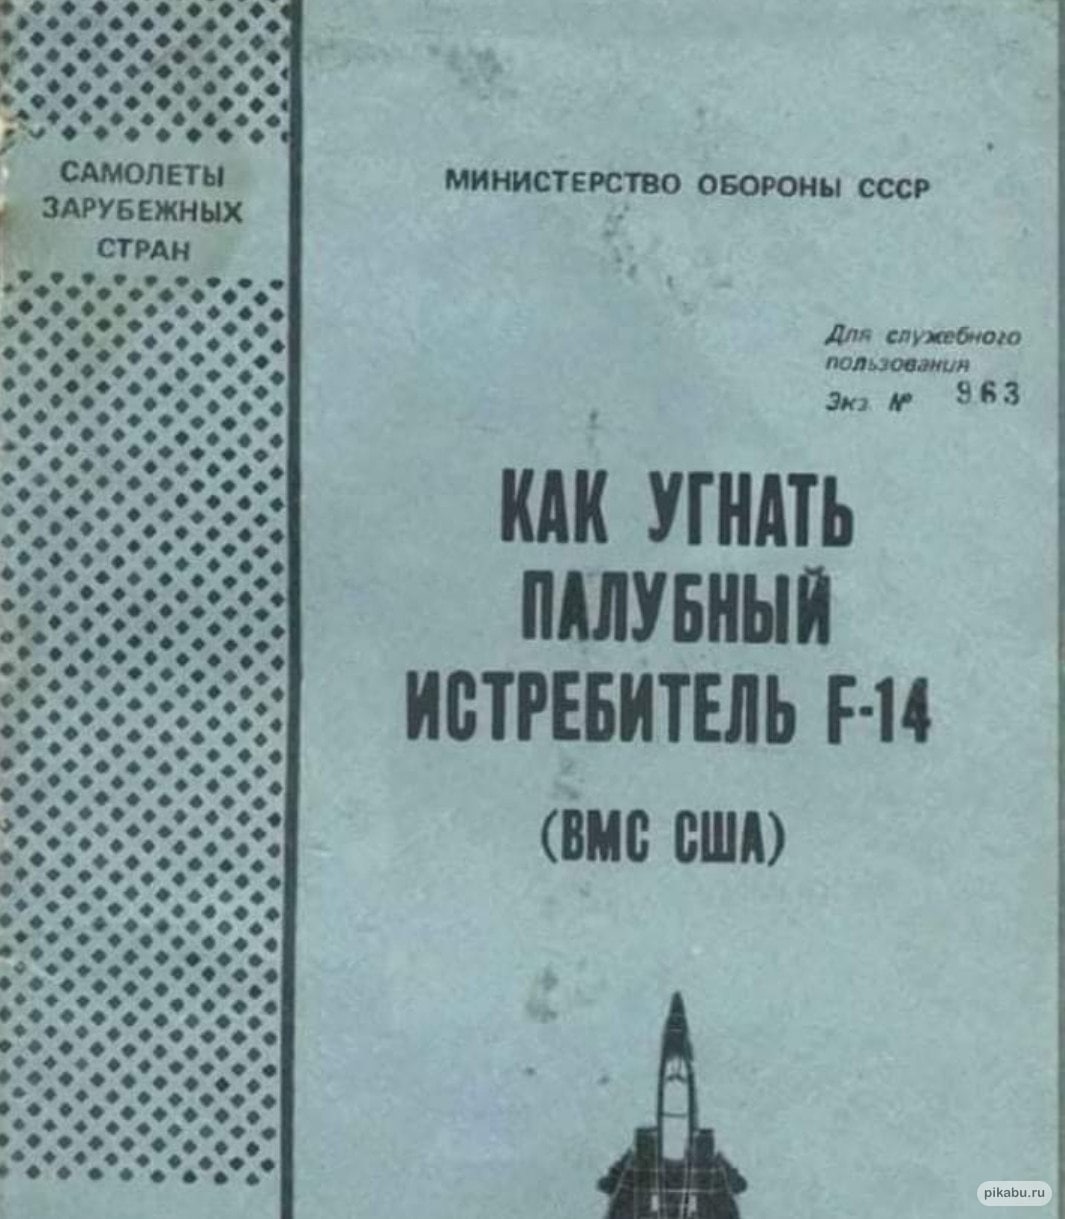 САМОЛЕТЫ
ЗАРУБЕЖНЫХ
СТРАН
МИНИСТЕРСТВО ОБОРОНЫ СССР
Для служебного
пользования
Экз. № 963
КАК УГНАТЬ
ПАЛУБНЫЙ
ИСТРЕБИТЕЛЬ F-14
(ВМС США)
pikabu.ru